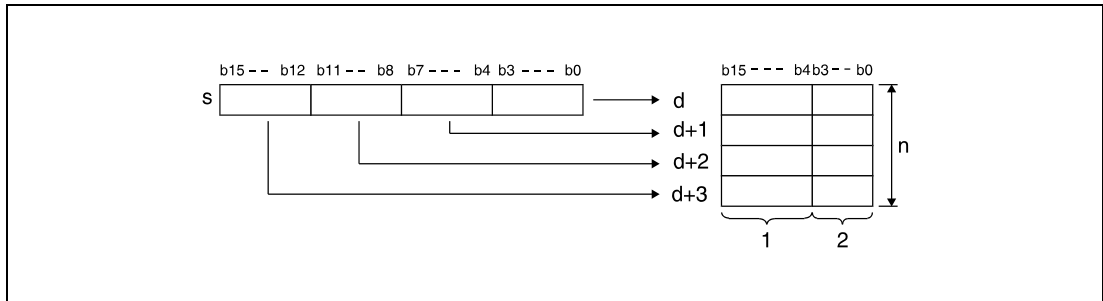 b15 -- b12 b11 -- b8 b7 --- b4 b3 ---- b0
b15 ---- b4 b3 -- b0
s
d
d+1
d+2
d+3
n
1 2